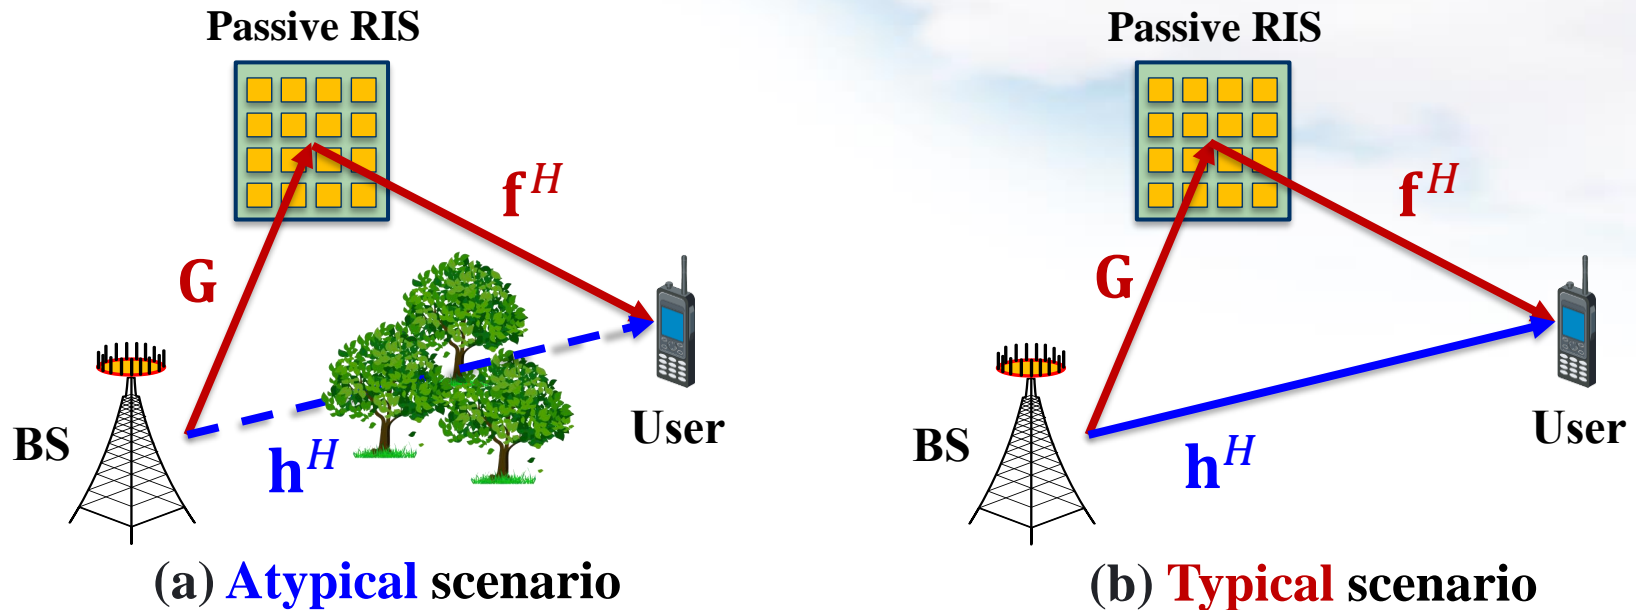 Passive RIS
𝐟^𝐻
𝐆
BS
User
𝐡^𝐻
(a) Atypical scenario
Passive RIS
𝐟^𝐻
𝐆
BS
User
𝐡^𝐻
(b) Typical scenario